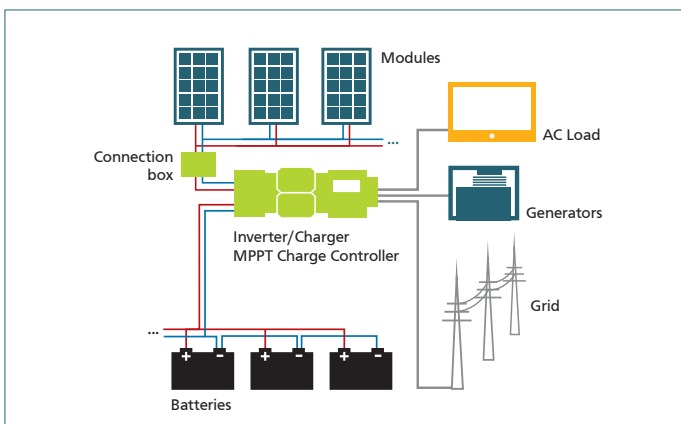 Modules
...
AC Load
Connection
box
Generators
Inverter/Charger
MPPT Charge Controller
Grid
...
+ - + - + -
Batteries